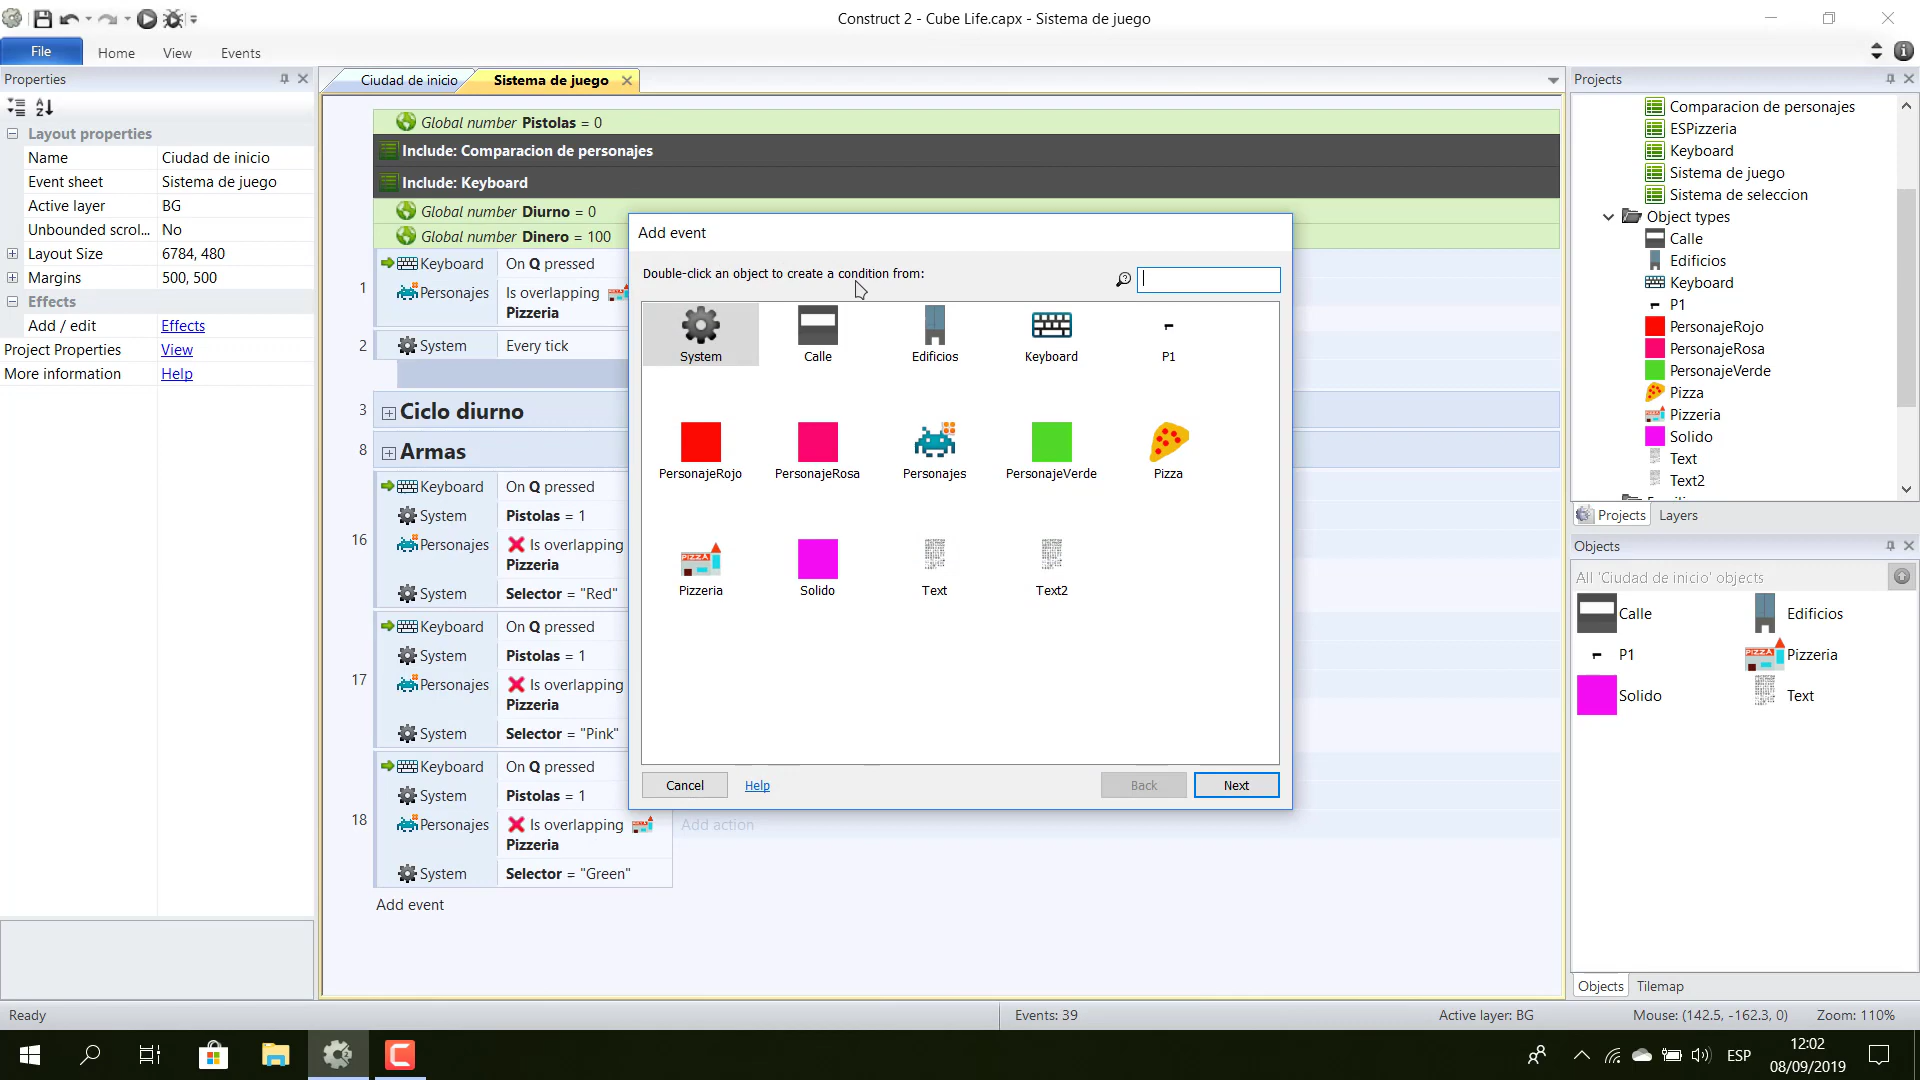 Construct 2 - Cube Life.capx - Sistema de juego
File
Home
View
Events
Properties
Layout properties
Name
Ciudad de inicio
Event sheet
Sistema de juego
Active layer
BG
Unbounded scrol...
No
Layout Size
6784, 480
Margins
500, 500
Effects
Add / edit
Effects
Project Properties
View
More information
Help
Ciudad de inicio
Sistema de juego
Global number Pistolas = 0
Include: Comparacion de personajes
Include: Keyboard
Global number Diurno = 0
Global number Dinero = 100
1
Keyboard
On Q pressed
Personajes
Is overlapping
Pizzeria
2
System
Every tick
3
Ciclo diurno
8
Armas
16
Keyboard
On Q pressed
System
Pistolas = 1
Personajes
Is overlapping
Pizzeria
System
Selector = "Red"
17
Keyboard
On Q pressed
System
Pistolas = 1
Personajes
Is overlapping
Pizzeria
System
Selector = "Pink"
18
Keyboard
On Q pressed
System
Pistolas = 1
Personajes
Is overlapping
Pizzeria
Add action
System
Selector = "Green"
Add event
Add event
Double-click an object to create a condition from:
System
Calle
Edificios
Keyboard
P1
PersonajeRojo
PersonajeRosa
Personajes
PersonajeVerde
Pizza
PIZZA
Pizzeria
Solido
Text
Text2
Cancel
Help
Back
Next
Projects
Comparacion de personajes
ESPizzeria
Keyboard
Sistema de juego
Sistema de seleccion
Object types
Calle
Edificios
Keyboard
P1
PersonajeRojo
PersonajeRosa
PersonajeVerde
Pizza
Pizzeria
Solido
Text
Text2
Projects
Layers
Objects
All 'Ciudad de inicio' objects
Calle
Edificios
P1
PIZZA
Pizzeria
Solido
Text
Objects
Tilemap
Ready
Events: 39
Active layer: BG
Mouse: (142.5, -162.3, 0)
Zoom: 110%
ESP
12:02
08/09/2019